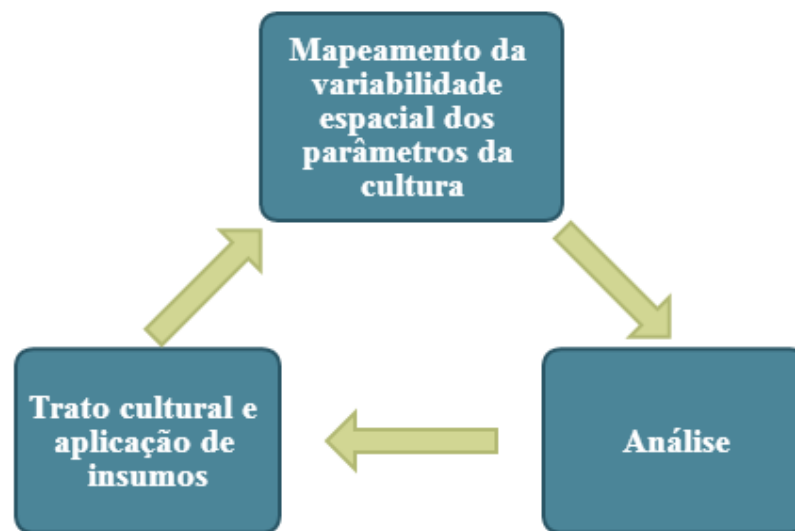 Mapeamento da
variabilidade
espacial dos
parâmetros da
cultura
Trato cultural e
aplicação de
insumos
Análise